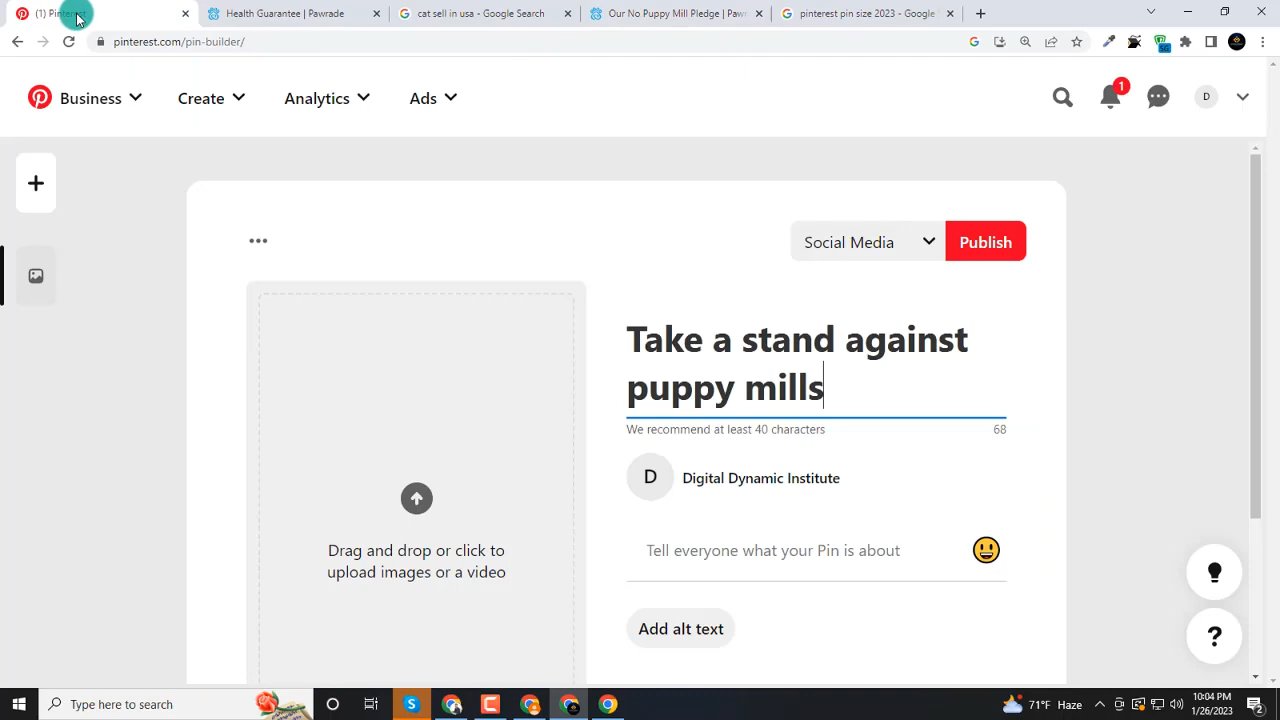 (1) Pinterest
Health Guarantee | Pawrade
cat sell in usa - Google Search
Our No Puppy Mill Pledge | Pawr
pinterest pin size 2023 - Google
pinterest.com/pin-builder/
SG
Business
Create
Analytics
Ads
1
D
Social Media
Publish
Take a stand against
puppy mills
We recommend at least 40 characters
68
D
Digital Dynamic Institute
Drag and drop or click to
upload images or a video
Tell everyone what your Pin is about
Add alt text
?
Type here to search
71°F Haze
10:04 PM
1/26/2023
2